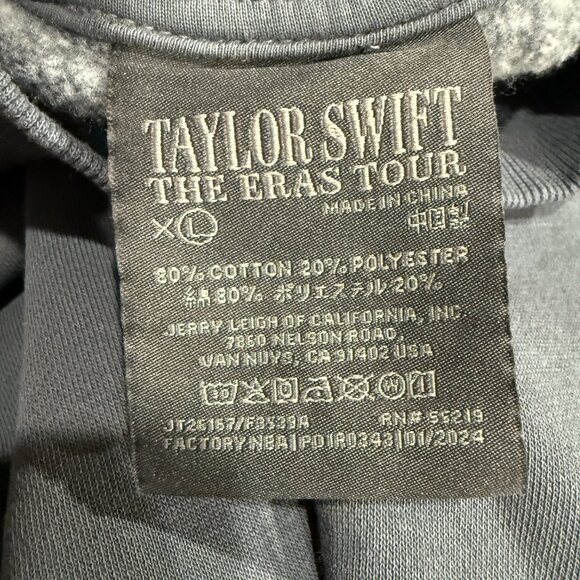 TAYLOR SWIFT
THE ERAS TOUR
MADE IN CHINA
XL 中国製
80% COTTON 20% POLYESTER
綿 80% ポリエステル 20%
JERRY LEIGH OF CALIFORNIA, INC.
7860 NELSON ROAD,
VAN NUYS, CA 91402 USA
30 W
JT26167/F3539A RN# 55219
FACTORY:NBA|PO1R0343|01/2024